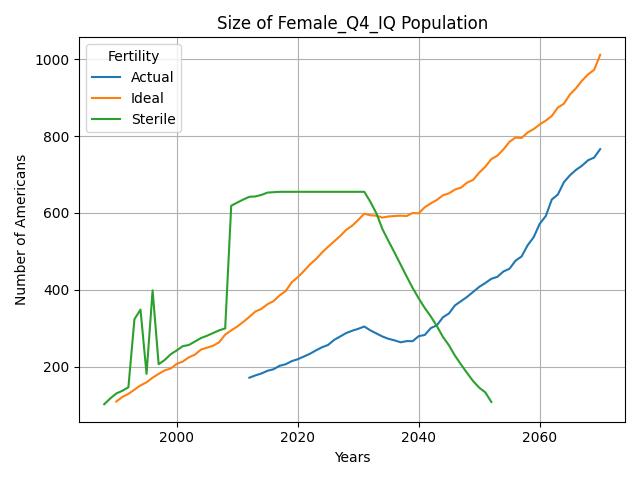 Size of Female_Q4_IQ Population
Fertility
Actual
Ideal
Sterile
Number of Americans
1000
800
600
400
200
2000
2020
2040
2060
Years